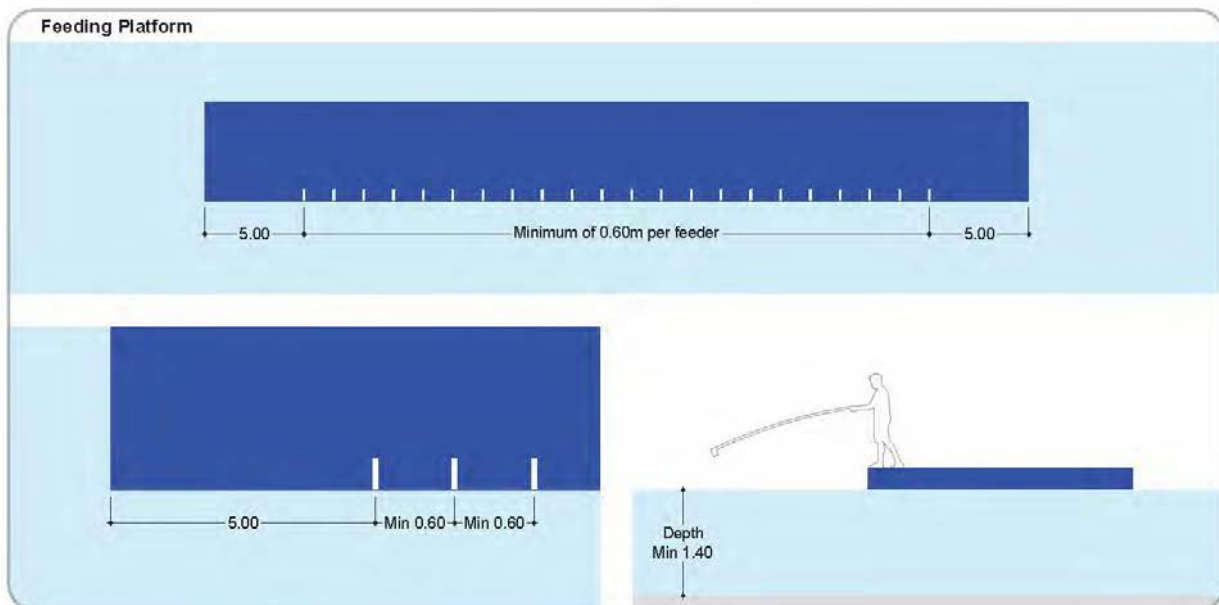 Feeding Platform
5.00
Minimum of 0.60m per feeder
5.00
5.00
Min 0.60
Min 0.60
Depth
Min 1.40